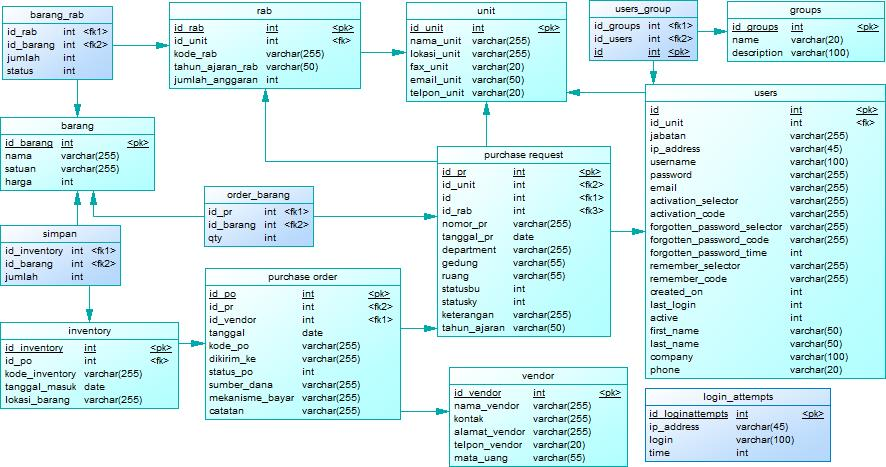 barang_rab
id_rab int <fk1>
id_barang int <fk2>
jumlah int
status int
rab
id_rab int <pk>
id_unit int <fk>
kode_rab varchar(255)
tahun_ajaran_rab varchar(50)
jumlah_anggaran int
unit
id_unit int <pk>
nama_unit varchar(255)
lokasi_unit varchar(255)
fax_unit varchar(20)
email_unit varchar(50)
telpon_unit varchar(20)
users_group
id_groups int <fk1>
id_users int <fk2>
id int <pk>
groups
id_groups int <pk>
name varchar(20)
description varchar(100)
users
id int <pk>
id_unit int <fk>
jabatan varchar(255)
ip_address varchar(45)
username varchar(100)
password varchar(255)
email varchar(255)
activation_selector varchar(255)
activation_code varchar(255)
forgotten_password_selector varchar(255)
forgotten_password_code varchar(255)
forgotten_password_time int
remember_selector varchar(255)
remember_code varchar(255)
created_on int
last_login int
active int
first_name varchar(50)
last_name varchar(50)
company varchar(100)
phone varchar(20)
barang
id_barang int <pk>
nama varchar(255)
satuan varchar(255)
harga int
order_barang
id_pr int <fk1>
id_barang int <fk2>
qty int
purchase request
id_pr int <pk>
id_unit int <fk2>
id int <fk1>
id_rab int <fk3>
nomor_pr varchar(255)
tanggal_pr date
department varchar(255)
gedung varchar(55)
ruang varchar(55)
statusbu int
statusky int
keterangan varchar(255)
tahun_ajaran varchar(50)
simpan
id_inventory int <fk1>
id_barang int <fk2>
jumlah int
purchase order
id_po int <pk>
id_pr int <fk2>
id_vendor int <fk1>
tanggal date
kode_po varchar(255)
dikirim_ke varchar(255)
status_po int
sumber_dana varchar(255)
mekanisme_bayar varchar(255)
catatan varchar(255)
inventory
id_inventory int <pk>
id_po int <fk>
kode_inventory varchar(255)
tanggal_masuk date
lokasi_barang varchar(255)
vendor
id_vendor int <pk>
nama_vendor varchar(255)
kontak varchar(255)
alamat_vendor varchar(255)
telpon_vendor varchar(20)
mata_uang varchar(55)
login_attempts
id_loginattempts int <pk>
ip_address varchar(45)
login varchar(100)
time int